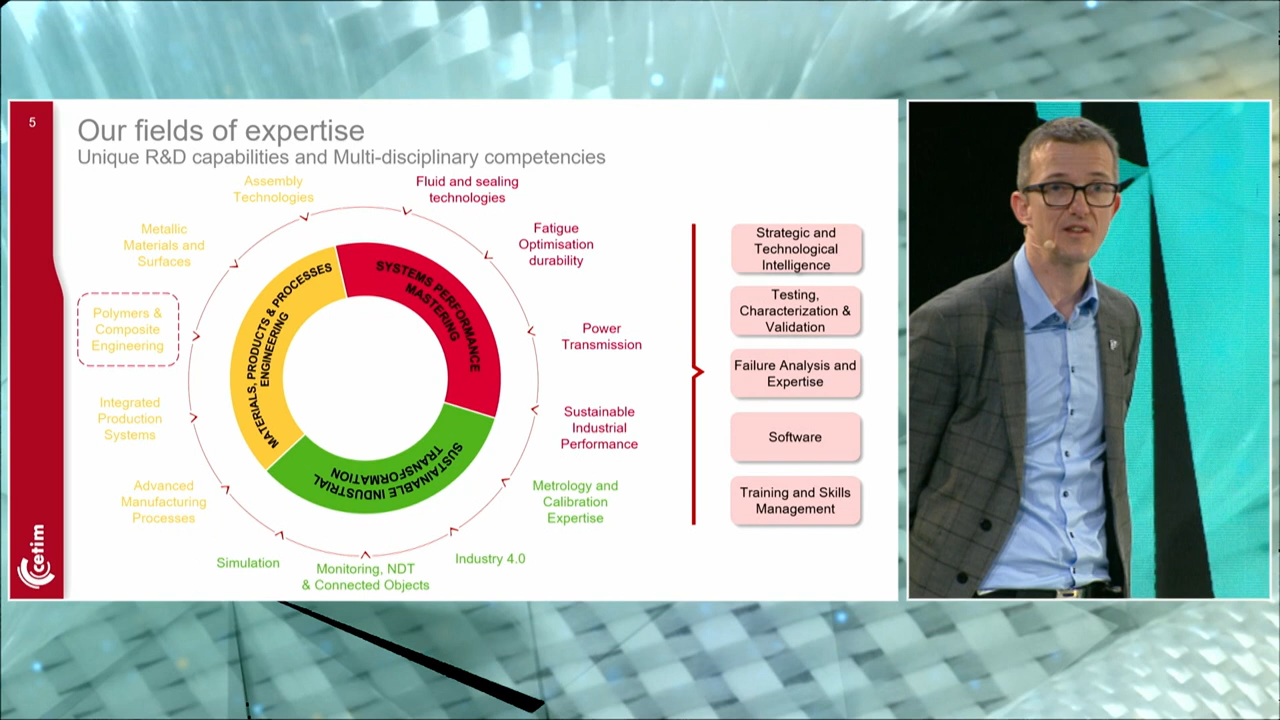 5
Our fields of expertise
Unique R&D capabilities and Multi-disciplinary competencies
Assembly
Technologies
Fluid and sealing
technologies
Metallic
Materials and
Surfaces
Fatigue
Optimisation
durability
Polymers &
Composite
Engineering
Power
Transmission
Integrated
Production
Systems
Sustainable
Industrial
Performance
Advanced
Manufacturing
Processes
Metrology and
Calibration
Expertise
Simulation
Monitoring, NDT
& Connected Objects
Industry 4.0
MATERIALS, PRODUCTS & PROCESSES
ENGINEERING
SYSTEMS PERFORMANCE
MASTERING
SUSTAINABLE INDUSTRIAL
TRANSFORMATION
Strategic and
Technological
Intelligence
Testing,
Characterization &
Validation
Failure Analysis and
Expertise
Software
Training and Skills
Management
cetim